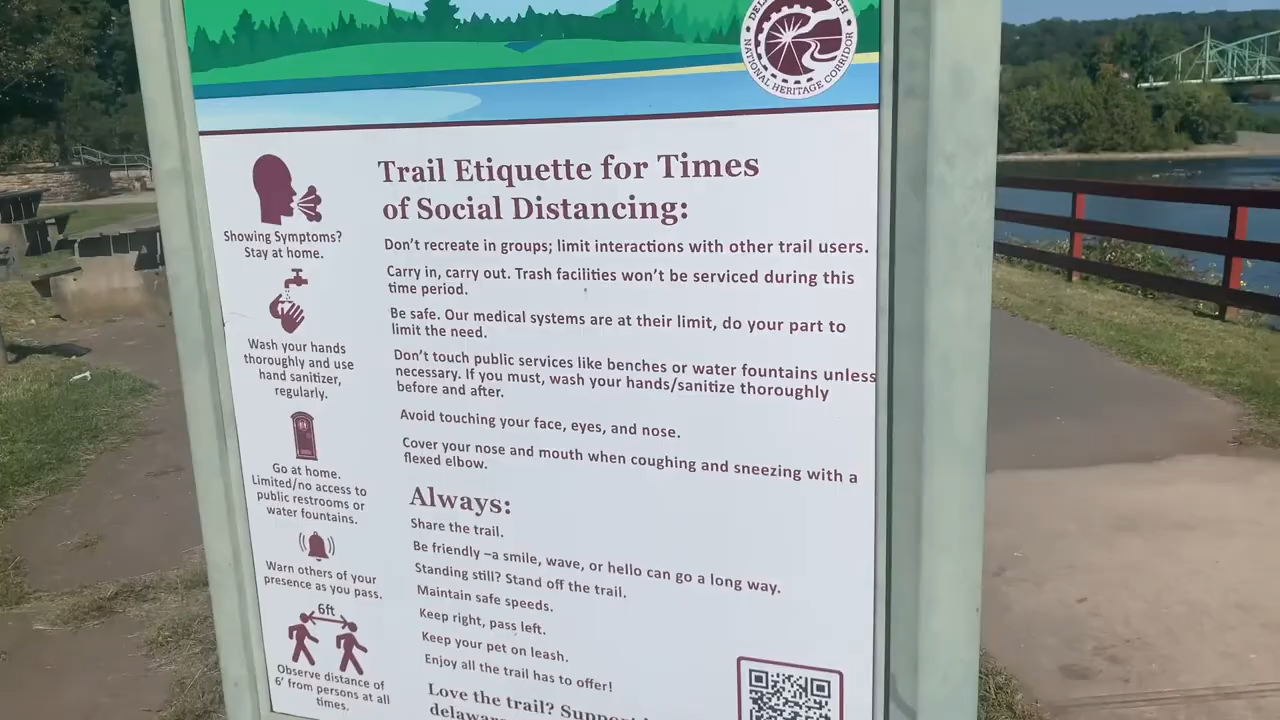 NATIONAL HERITAGE CORRIDOR
Showing Symptoms?
Stay at home.
Wash your hands
thoroughly and use
hand sanitizer,
regularly.
Go at home.
Limited/no access to
public restrooms or
water fountains.
Warn others of your
presence as you pass.
6ft
Observe distance of
6' from persons at all
times.
Trail Etiquette for Times
of Social Distancing:
Don't recreate in groups; limit interactions with other trail users.
Carry in, carry out. Trash facilities won't be serviced during this
time period.
Be safe. Our medical systems are at their limit, do your part to
limit the need.
Don't touch public services like benches or water fountains unless
necessary. If you must, wash your hands/sanitize thoroughly
before and after.
Avoid touching your face, eyes, and nose.
Cover your nose and mouth when coughing and sneezing with a
flexed elbow.
Always:
Share the trail.
Be friendly –a smile, wave, or hello can go a long way.
Standing still? Stand off the trail.
Maintain safe speeds.
Keep right, pass left.
Keep your pet on leash.
Enjoy all the trail has to offer!
Love the trail?